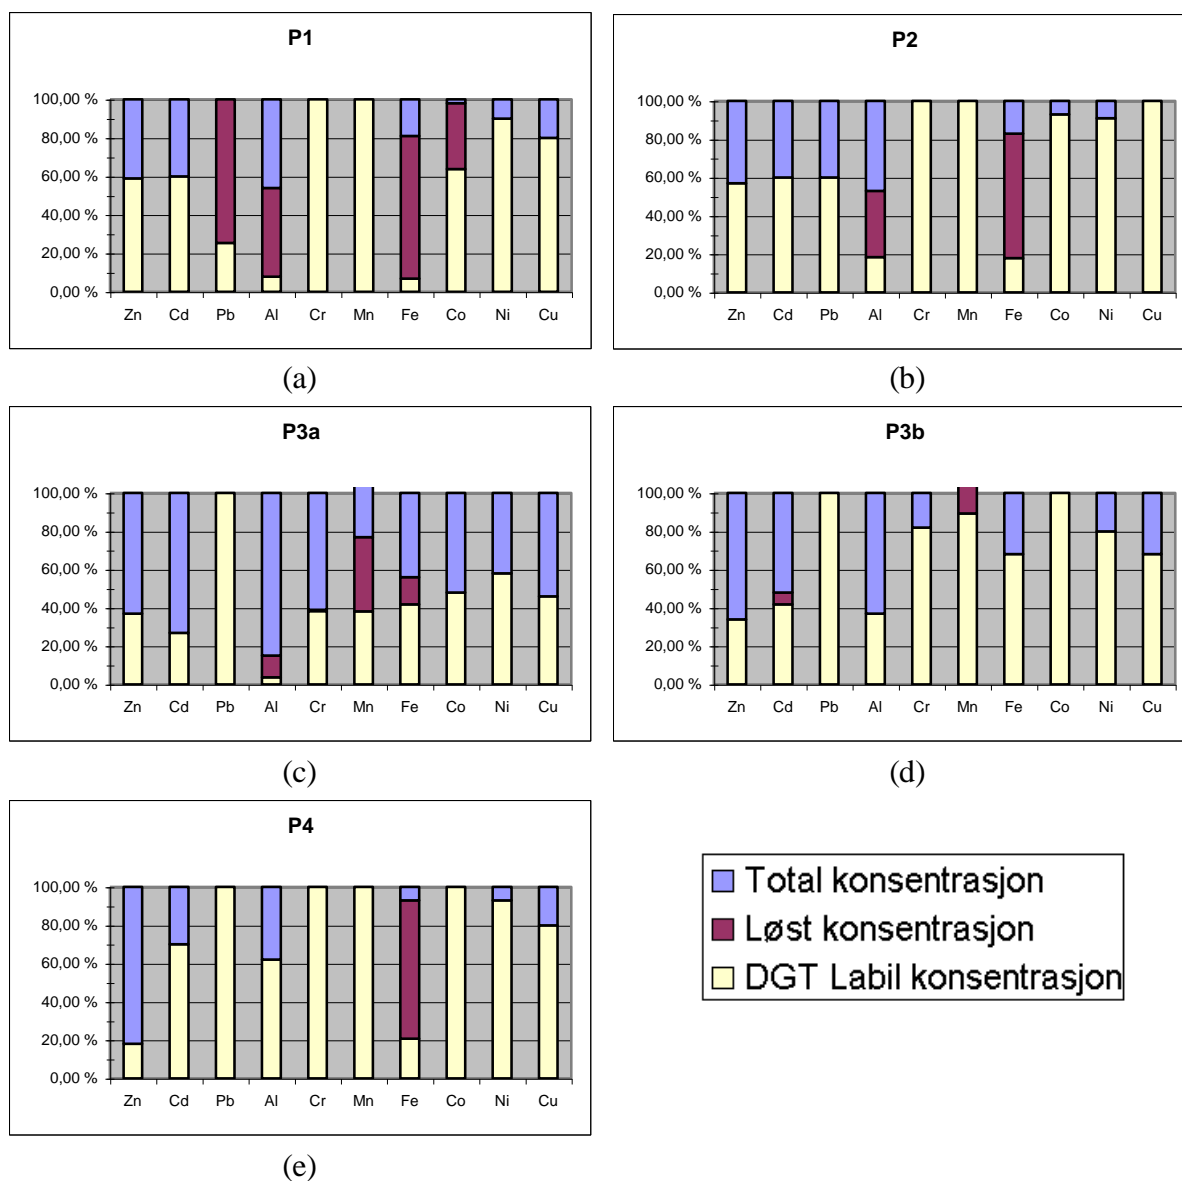 P1
100,00 %
80,00 %
60,00 %
40,00 %
20,00 %
0,00 %
Zn Cd Pb Al Cr Mn Fe Co Ni Cu
(a)
P2
100,00 %
80,00 %
60,00 %
40,00 %
20,00 %
0,00 %
Zn Cd Pb Al Cr Mn Fe Co Ni Cu
(b)
P3a
100,00 %
80,00 %
60,00 %
40,00 %
20,00 %
0,00 %
Zn Cd Pb Al Cr Mn Fe Co Ni Cu
(c)
P3b
100,00 %
80,00 %
60,00 %
40,00 %
20,00 %
0,00 %
Zn Cd Pb Al Cr Mn Fe Co Ni Cu
(d)
P4
100,00 %
80,00 %
60,00 %
40,00 %
20,00 %
0,00 %
Zn Cd Pb Al Cr Mn Fe Co Ni Cu
(e)
Total konsentrasjon
Løst konsentrasjon
DGT Labil konsentrasjon